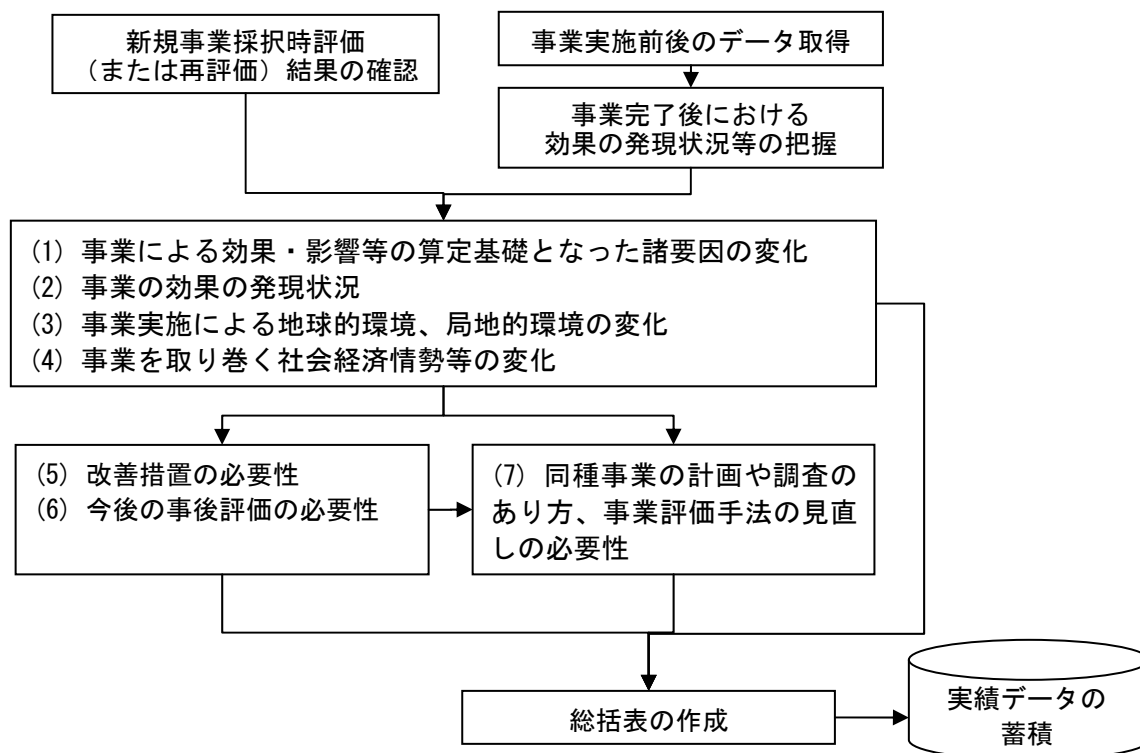 新規事業採択時評価
（または再評価）結果の確認
事業実施前後のデータ取得
事業完了後における
効果の発現状況等の把握
(1) 事業による効果・影響等の算定基礎となった諸要因の変化
(2) 事業の効果の発現状況
(3) 事業実施による地球的環境、局地的環境の変化
(4) 事業を取り巻く社会経済情勢等の変化
(5) 改善措置の必要性
(6) 今後の事後評価の必要性
(7) 同種事業の計画や調査の
あり方、事業評価手法の見直
しの必要性
総括表の作成
実績データの
蓄積